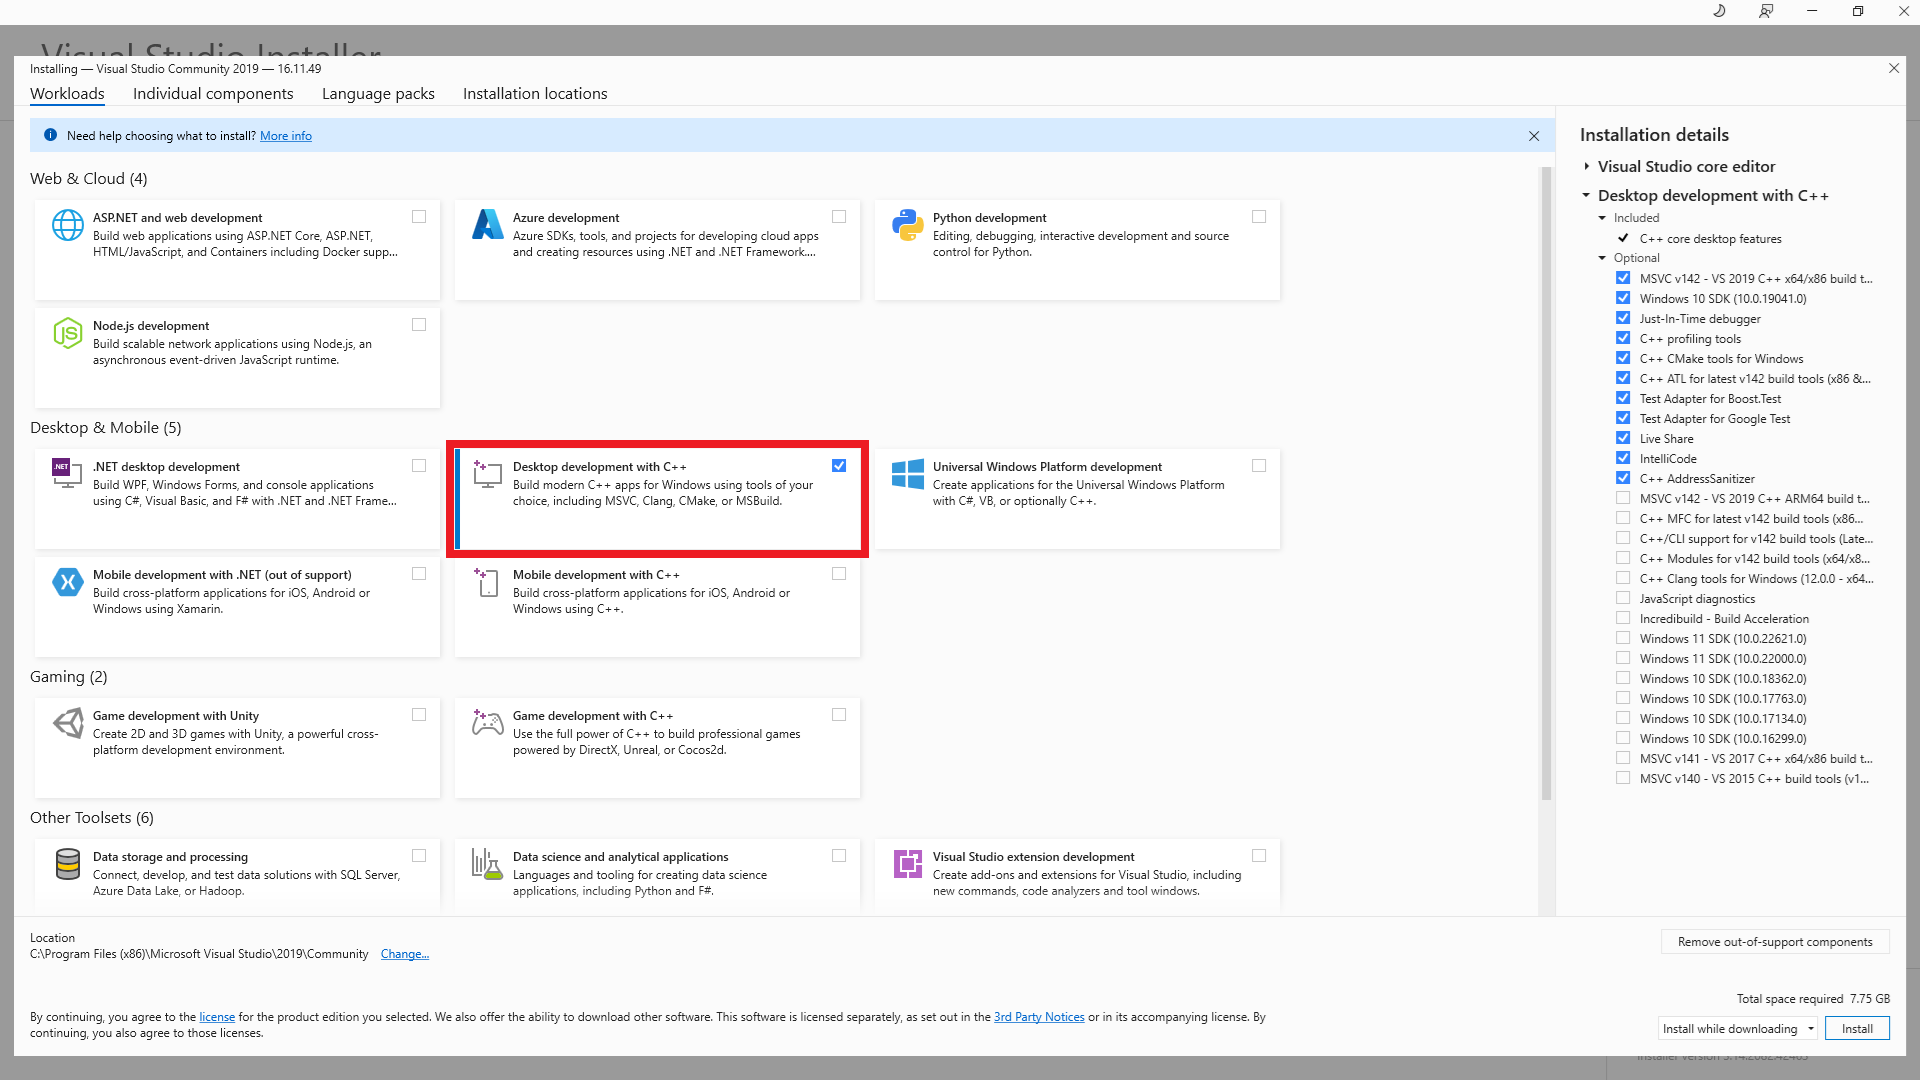 Visual Studio Installer
Installing — Visual Studio Community 2019 — 16.11.49
Workloads
Individual components
Language packs
Installation locations
Need help choosing what to install? More info
Web & Cloud (4)
ASP.NET and web development
Build web applications using ASP.NET Core, ASP.NET,
HTML/JavaScript, and Containers including Docker supp...
Azure development
Azure SDKs, tools, and projects for developing cloud apps
and creating resources using .NET and .NET Framework....
Python development
Editing, debugging, interactive development and source
control for Python.
Node.js development
Build scalable network applications using Node.js, an
asynchronous event-driven JavaScript runtime.
Desktop & Mobile (5)
.NET
.NET desktop development
Build WPF, Windows Forms, and console applications
using C#, Visual Basic, and F# with .NET and .NET Frame...
Desktop development with C++
Build modern C++ apps for Windows using tools of your
choice, including MSVC, Clang, CMake, or MSBuild.
Universal Windows Platform development
Create applications for the Universal Windows Platform
with C#, VB, or optionally C++.
Mobile development with .NET (out of support)
Build cross-platform applications for iOS, Android or
Windows using Xamarin.
Mobile development with C++
Build cross-platform applications for iOS, Android or
Windows using C++.
Gaming (2)
Game development with Unity
Create 2D and 3D games with Unity, a powerful cross-
platform development environment.
Game development with C++
Use the full power of C++ to build professional games
powered by DirectX, Unreal, or Cocos2d.
Other Toolsets (6)
Data storage and processing
Connect, develop, and test data solutions with SQL Server,
Azure Data Lake, or Hadoop.
Data science and analytical applications
Languages and tooling for creating data science
applications, including Python and F#.
Visual Studio extension development
Create add-ons and extensions for Visual Studio, including
new commands, code analyzers and tool windows.
Installation details
Visual Studio core editor
Desktop development with C++
Included
C++ core desktop features
Optional
MSVC v142 - VS 2019 C++ x64/x86 build t...
Windows 10 SDK (10.0.19041.0)
Just-In-Time debugger
C++ profiling tools
C++ CMake tools for Windows
C++ ATL for latest v142 build tools (x86 &...
Test Adapter for Boost.Test
Test Adapter for Google Test
Live Share
IntelliCode
C++ AddressSanitizer
MSVC v142 - VS 2019 C++ ARM64 build t...
C++ MFC for latest v142 build tools (x86...
C++/CLI support for v142 build tools (Late...
C++ Modules for v142 build tools (x64/x8...
C++ Clang tools for Windows (12.0.0 - x64...
JavaScript diagnostics
Incredibuild - Build Acceleration
Windows 11 SDK (10.0.22621.0)
Windows 11 SDK (10.0.22000.0)
Windows 10 SDK (10.0.18362.0)
Windows 10 SDK (10.0.17763.0)
Windows 10 SDK (10.0.17134.0)
Windows 10 SDK (10.0.16299.0)
MSVC v141 - VS 2017 C++ x64/x86 build t...
MSVC v140 - VS 2015 C++ build tools (v1...
Location
C:\Program Files (x86)\Microsoft Visual Studio\2019\Community Change...
Remove out-of-support components
Total space required 7.75 GB
By continuing, you agree to the license for the product edition you selected. We also offer the ability to download other software. This software is licensed separately, as set out in the 3rd Party Notices or in its accompanying license. By
continuing, you also agree to those licenses.
Install while downloading
Install